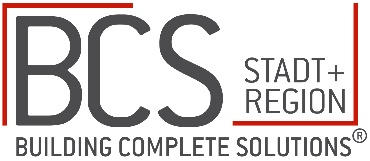 BCS
STADT+
REGION
BUILDING COMPLETE SOLUTIONS®